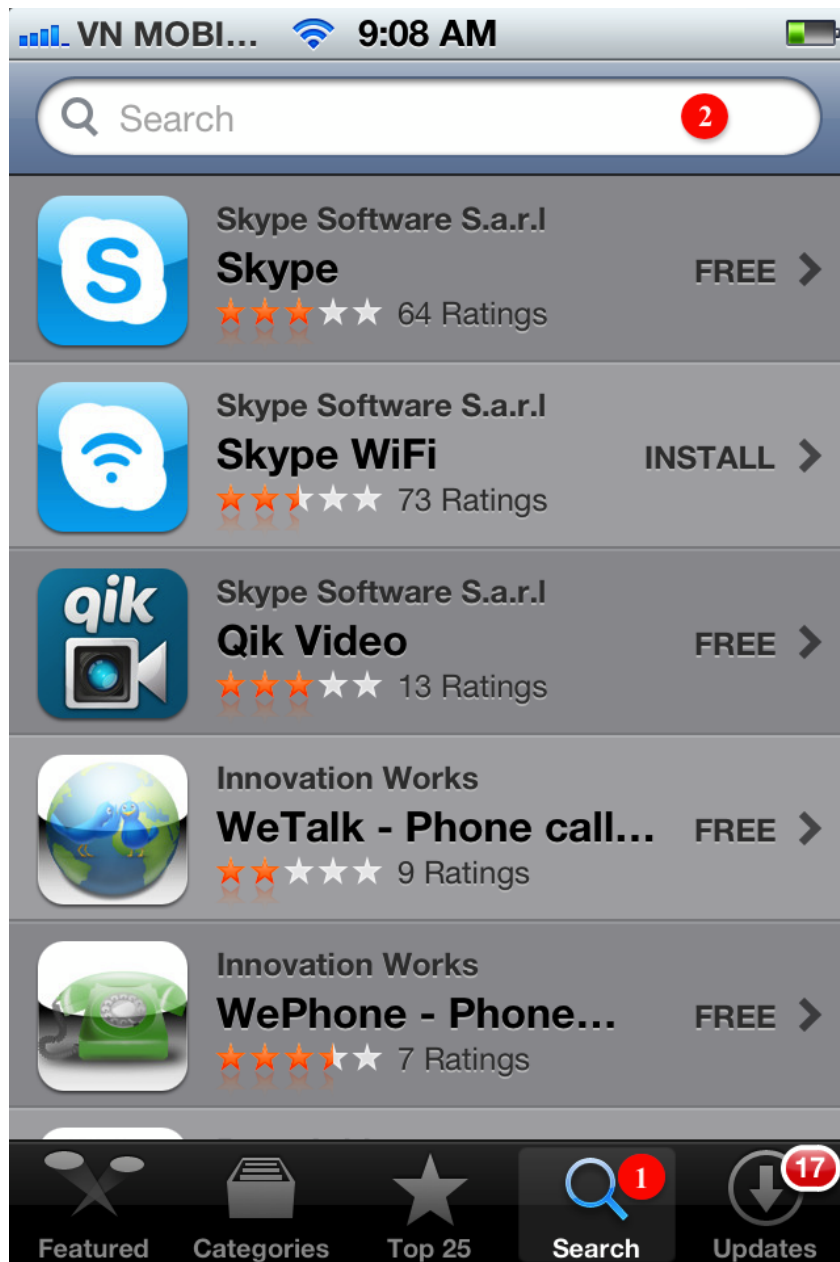 VN MOBI... 9:08 AM
Search 2
Skype Software S.a.r.l
S Skype FREE
64 Ratings
Skype Software S.a.r.l
Skype WiFi INSTALL
73 Ratings
qik Skype Software S.a.r.l
Qik Video FREE
13 Ratings
Innovation Works
WeTalk - Phone call... FREE
9 Ratings
Innovation Works
WePhone - Phone... FREE
7 Ratings
1 17
Featured Categories Top 25 Search Updates